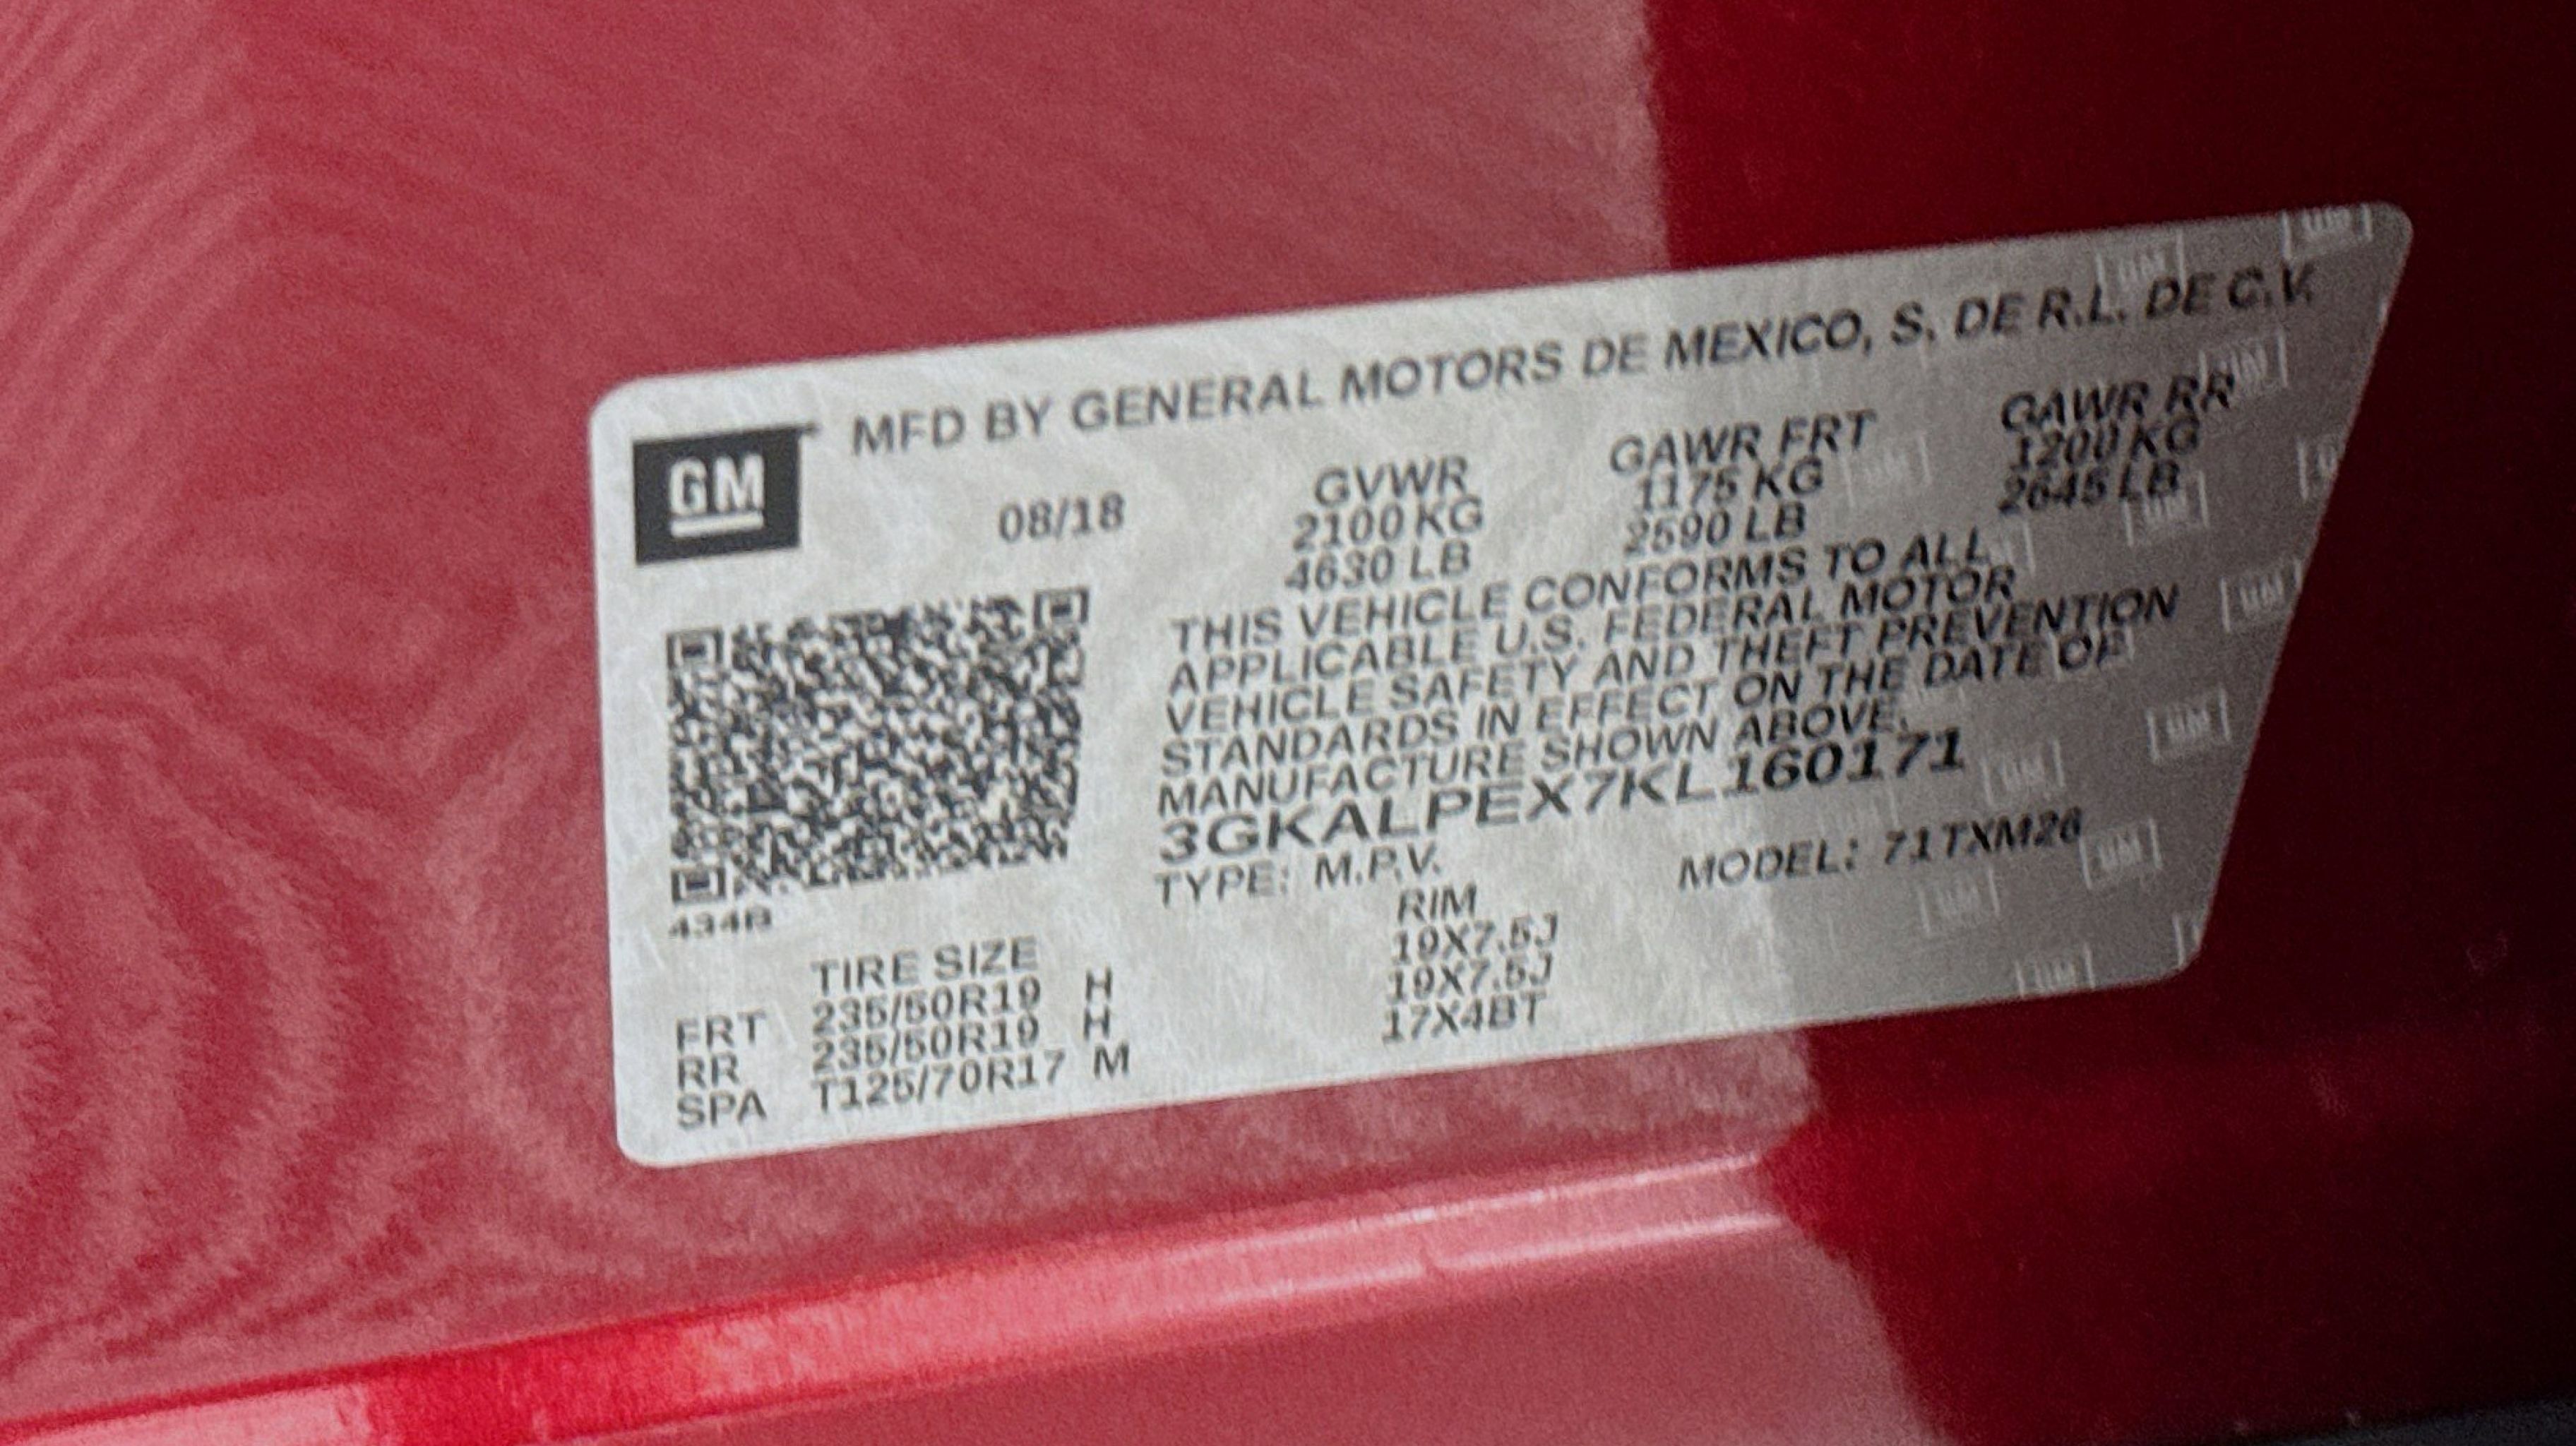 MFD BY GENERAL MOTORS DE MEXICO, S. DE R.L. DE C.V.
GM
08/18
GVWR
2100 KG
4630 LB
GAWR FRT
1175 KG
2590 LB
GAWR RR
1200 KG
2645 LB
THIS VEHICLE CONFORMS TO ALL
APPLICABLE U.S. FEDERAL MOTOR
VEHICLE SAFETY AND THEFT PREVENTION
STANDARDS IN EFFECT ON THE DATE OF
MANUFACTURE SHOWN ABOVE.
3GKALPEX7KL160171
TYPE: M.P.V.
MODEL: 71TXM26
434B
TIRE SIZE RIM
FRT 235/50R19 H 19X7.5J
RR 235/50R19 H 19X7.5J
SPA T125/70R17 M 17X4BT